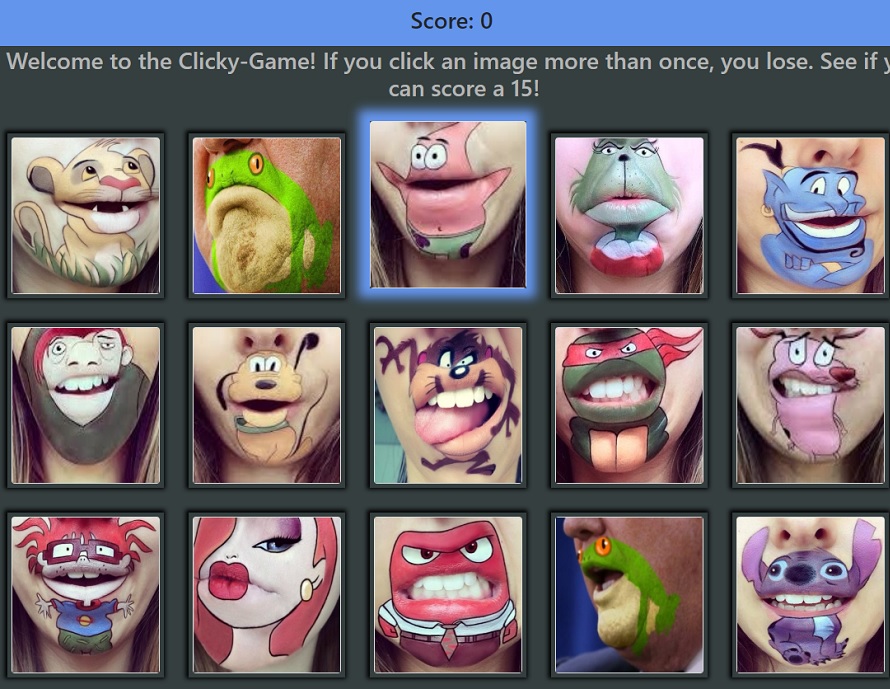 Score: 0
Welcome to the Clicky-Game! If you click an image more than once, you lose. See if
can score a 15!